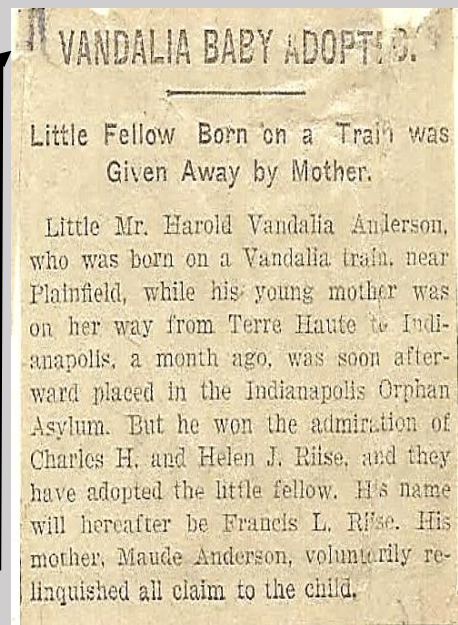 VANDALIA BABY ADOPTED.
Little Fellow Born on a Train was
Given Away by Mother.
Little Mr. Harold Vandalia Anderson,
who was born on a Vandalia train, near
Plainfield, while his young mother was
on her way from Terre Haute to Indi-
anapolis, a month ago, was soon after-
ward placed in the Indianapolis Orphan
Asylum. But he won the admiration of
Charles H. and Helen J. Riise, and they
have adopted the little fellow. His name
will hereafter be Francis L. Riise. His
mother, Maude Anderson, voluntarily re-
linquished all claim to the child.